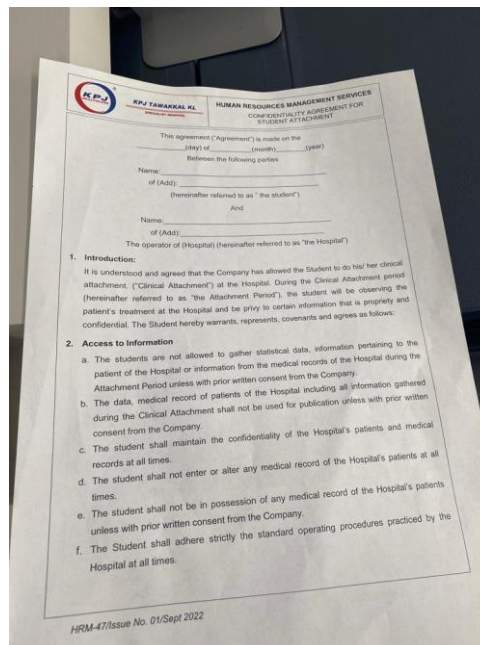 KPJ
KPJ TAWAKKAL KL
SPECIALIST HOSPITAL
HUMAN RESOURCES MANAGEMENT SERVICES
CONFIDENTIALITY AGREEMENT FOR
STUDENT ATTACHMENT
This agreement ("Agreement") is made on the
(day) of (month) (year)
Between the following parties
Name:
of (Add):
(hereinafter referred to as " the student")
And
Name:
of (Add):
The operator of (Hospital) (hereinafter referred to as "the Hospital")
1. Introduction:
It is understood and agreed that the Company has allowed the Student to do his/ her clinical
attachment. ("Clinical Attachment") at the Hospital. During the Clinical Attachment period
(hereinafter referred to as "the Attachment Period"), the student will be observing the
patient's treatment at the Hospital and be privy to certain information that is propriety and
confidential. The Student hereby warrants, represents, covenants and agrees as follows:
2. Access to Information
a. The students are not allowed to gather statistical data, information pertaining to the
patient of the Hospital or information from the medical records of the Hospital during the
Attachment Period unless with prior written consent from the Company.
b. The data, medical record of patients of the Hospital including all information gathered
during the Clinical Attachment shall not be used for publication unless with prior written
consent from the Company.
c. The student shall maintain the confidentiality of the Hospital's patients and medical
records at all times.
d. The student shall not enter or alter any medical record of the Hospital's patients at all
times.
e. The student shall not be in possession of any medical record of the Hospital's patients
unless with prior written consent from the Company.
f. The Student shall adhere strictly the standard operating procedures practiced by the
Hospital at all times.
HRM-47/Issue No. 01/Sept 2022